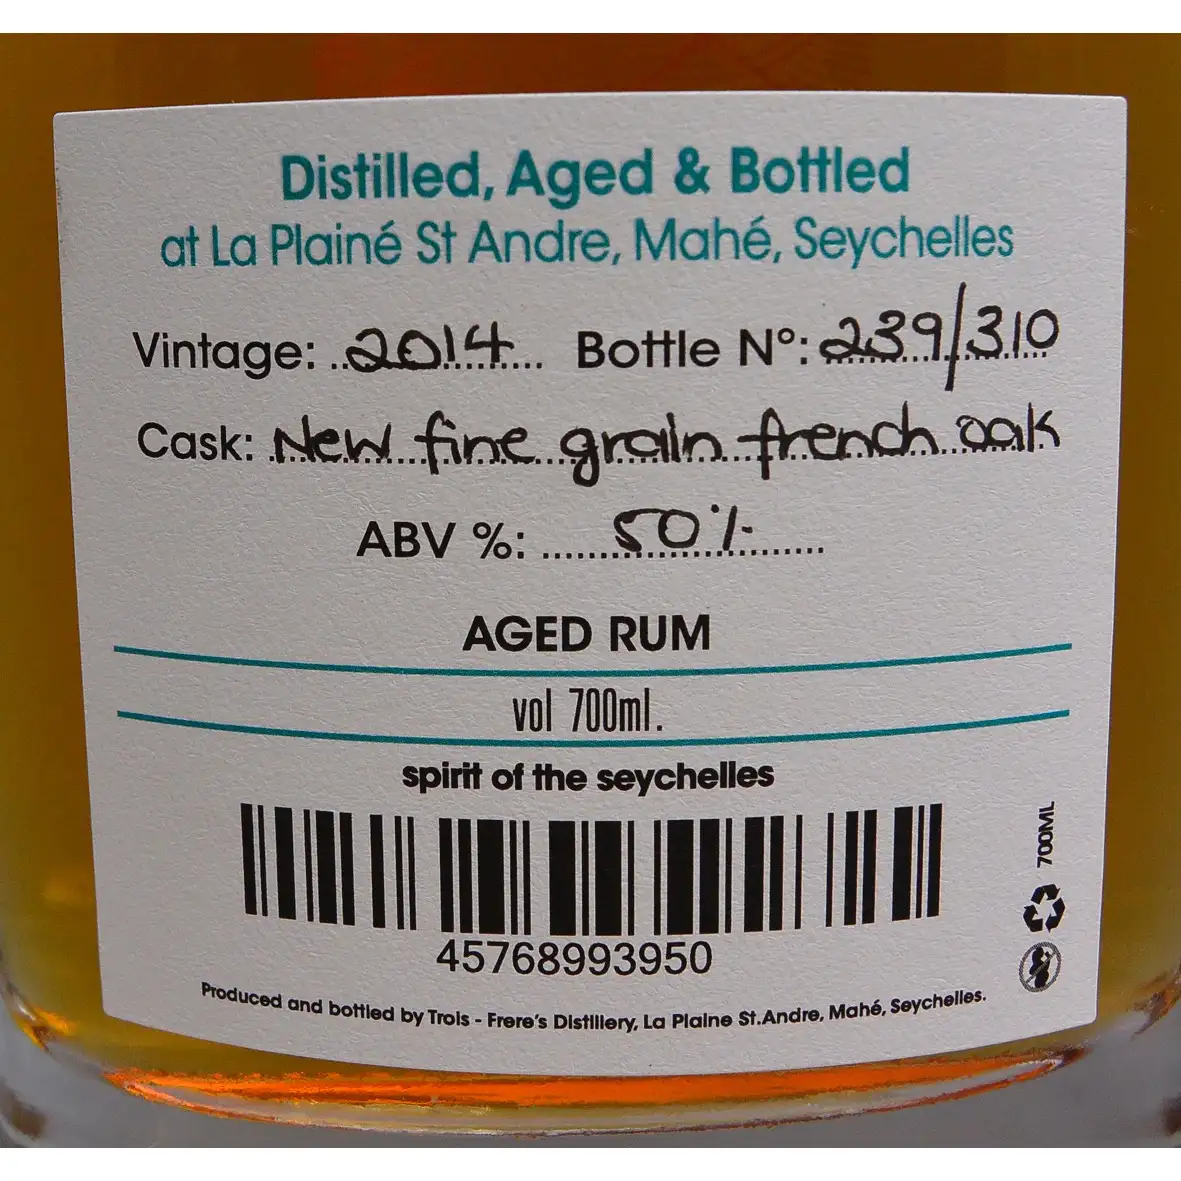 Distilled, Aged & Bottled
at La Plainé St Andre, Mahé, Seychelles
Vintage: 2014 Bottle N°: 239/310
Cask: New fine grain french oak
ABV %: 50%
AGED RUM
vol 700ml.
spirit of the seychelles
45768993950
700ML
Produced and bottled by Trois - Frere's Distillery, La Plaine St.Andre, Mahé, Seychelles.